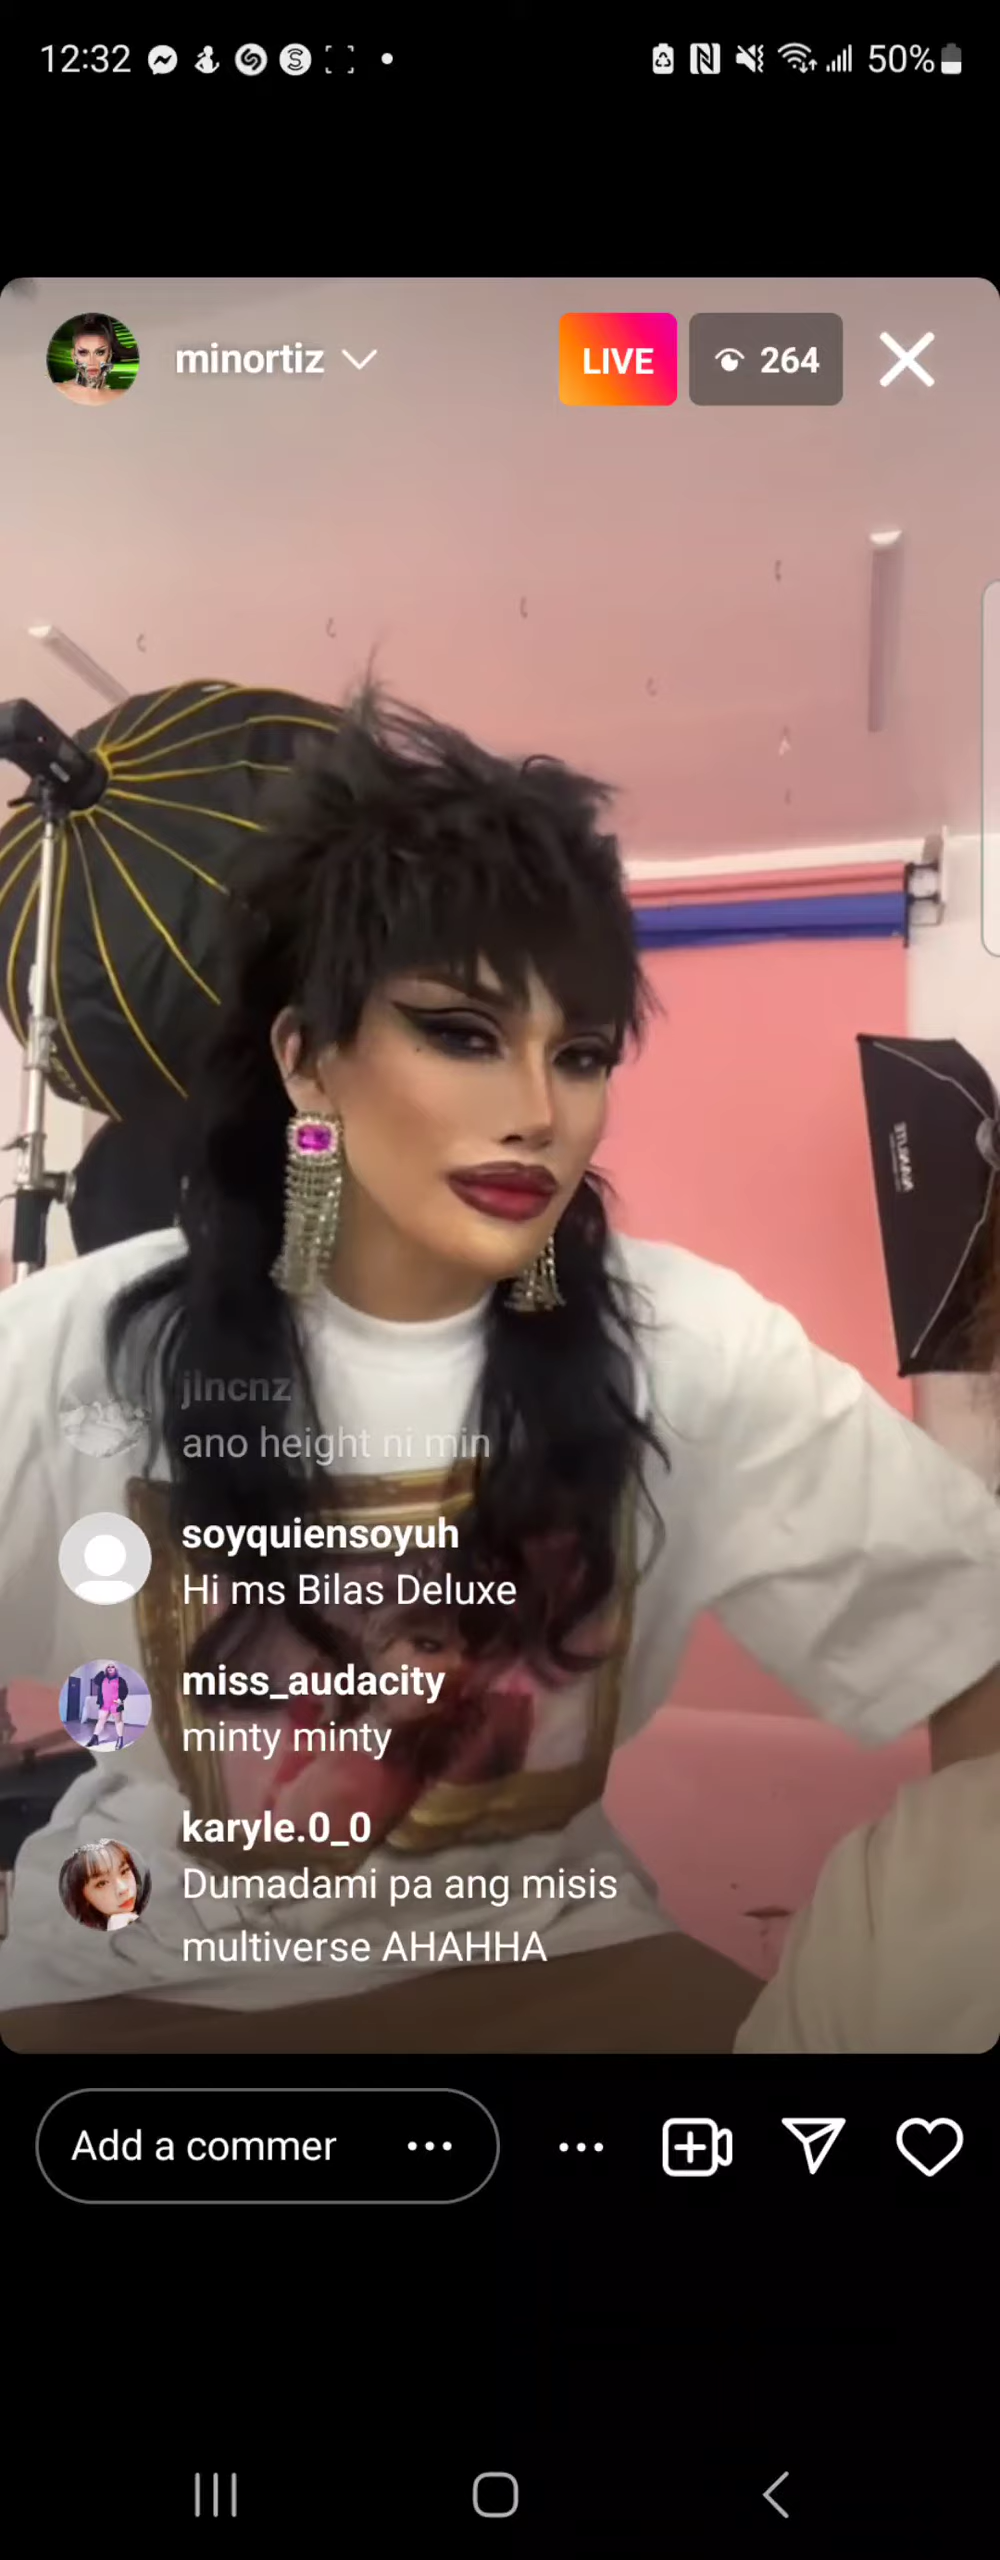 12:32
50%
minortiz
LIVE
264
jlncnz
ano height ni min
soyquiensoyuh
Hi ms Bilas Deluxe
miss_audacity
minty minty
karyle.0_0
Dumadami pa ang misis
multiverse AHAHHA
Add a commer